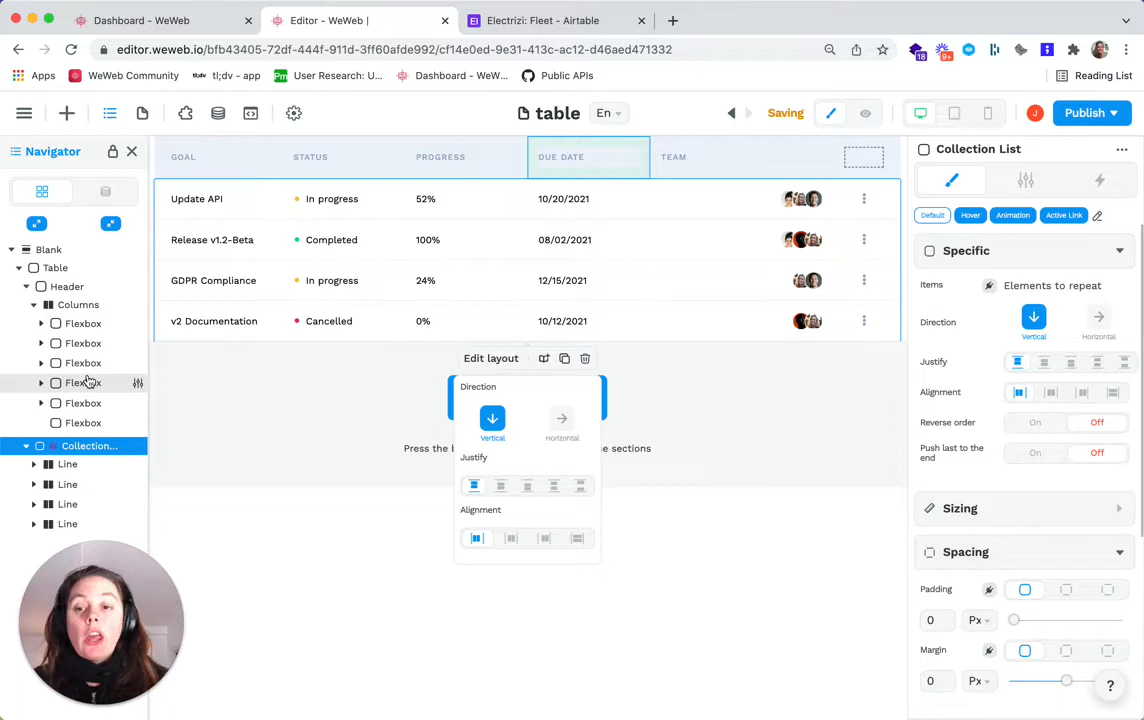 Dashboard - WeWeb
Editor - WeWeb |
Electrizi: Fleet - Airtable
editor.weweb.io/bfb43405-72df-444f-911d-3ff60afde992/cf14e0ed-9e31-413c-ac12-d46aed471332
18
9+
Apps
WeWeb Community
tl;dv - app
User Research: U...
Dashboard - WeW...
Public APIs
Reading List
table
En
Saving
J
Publish
Navigator
Blank
Table
Header
Columns
Flexbox
Flexbox
Flexbox
Flexbox
Flexbox
Flexbox
Collection...
Line
Line
Line
Line
GOAL STATUS PROGRESS DUE DATE TEAM
Update API In progress 52% 10/20/2021
Release v1.2-Beta Completed 100% 08/02/2021
GDPR Compliance In progress 24% 12/15/2021
v2 Documentation Cancelled 0% 10/12/2021
Edit layout
Direction
Vertical Horizontal
Justify
Alignment
Press the b
se sections
Collection List
Default Hover Animation Active Link
Specific
Items Elements to repeat
Direction
Vertical Horizontal
Justify
Alignment
Reverse order On Off
Push last to the
end
On Off
Sizing
Spacing
Padding
0 Px
Margin
0 Px
?